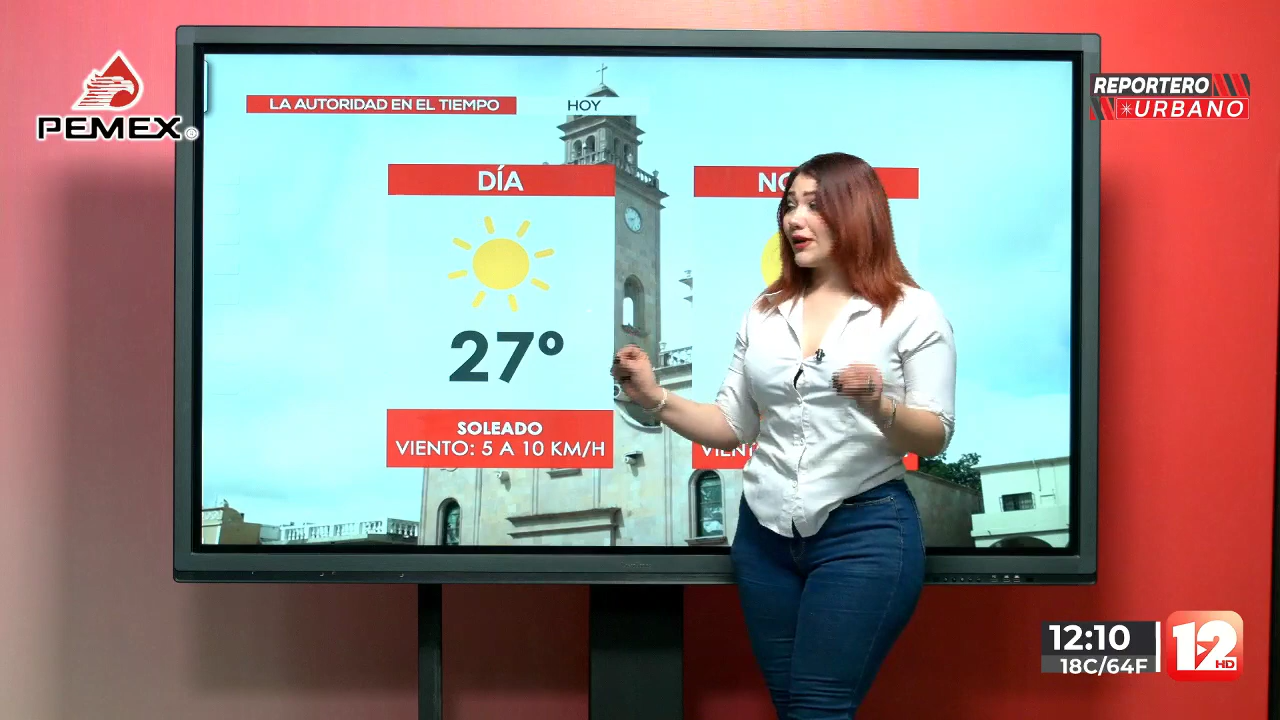 PEMEX
LA AUTORIDAD EN EL TIEMPO
HOY
REPORTERO
URBANO
DÍA
27°
SOLEADO
VIENTO: 5 A 10 KM/H
12:10
18C/64F
12
HD